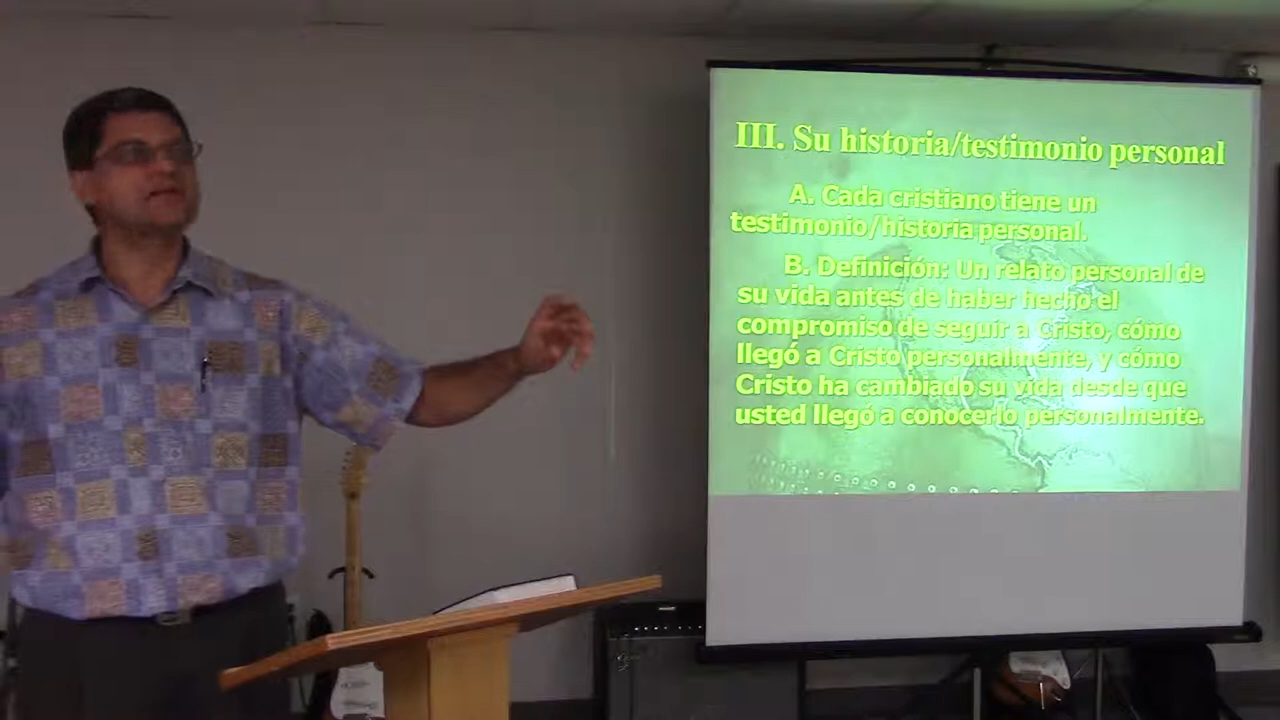 III. Su historia/testimonio personal
A. Cada cristiano tiene un
testimonio/historia personal.
B. Definición: Un relato personal de
su vida antes de haber hecho el
compromiso de seguir a Cristo, cómo
llegó a Cristo personalmente, y cómo
Cristo ha cambiado su vida desde que
usted llegó a conocerlo personalmente.